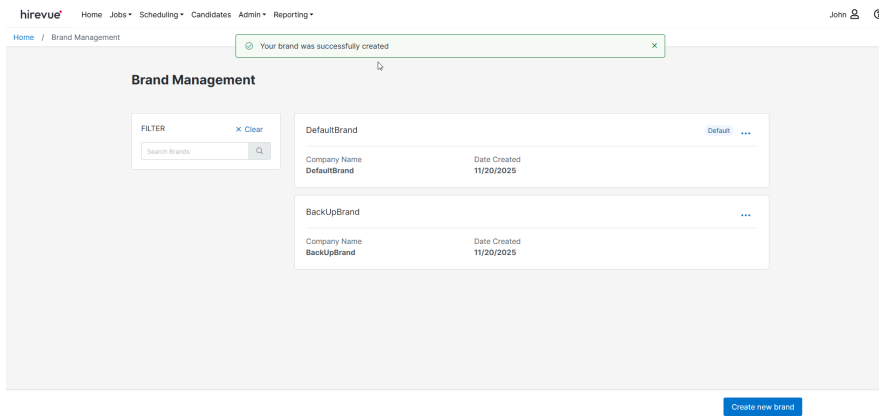 hirevue Home Jobs Scheduling Candidates Admin Reporting John
Home / Brand Management
Your brand was successfully created
Brand Management
FILTER Clear
Search Brands
DefaultBrand Default
Company Name Date Created
DefaultBrand 11/20/2025
BackUpBrand
Company Name Date Created
BackUpBrand 11/20/2025
Create new brand